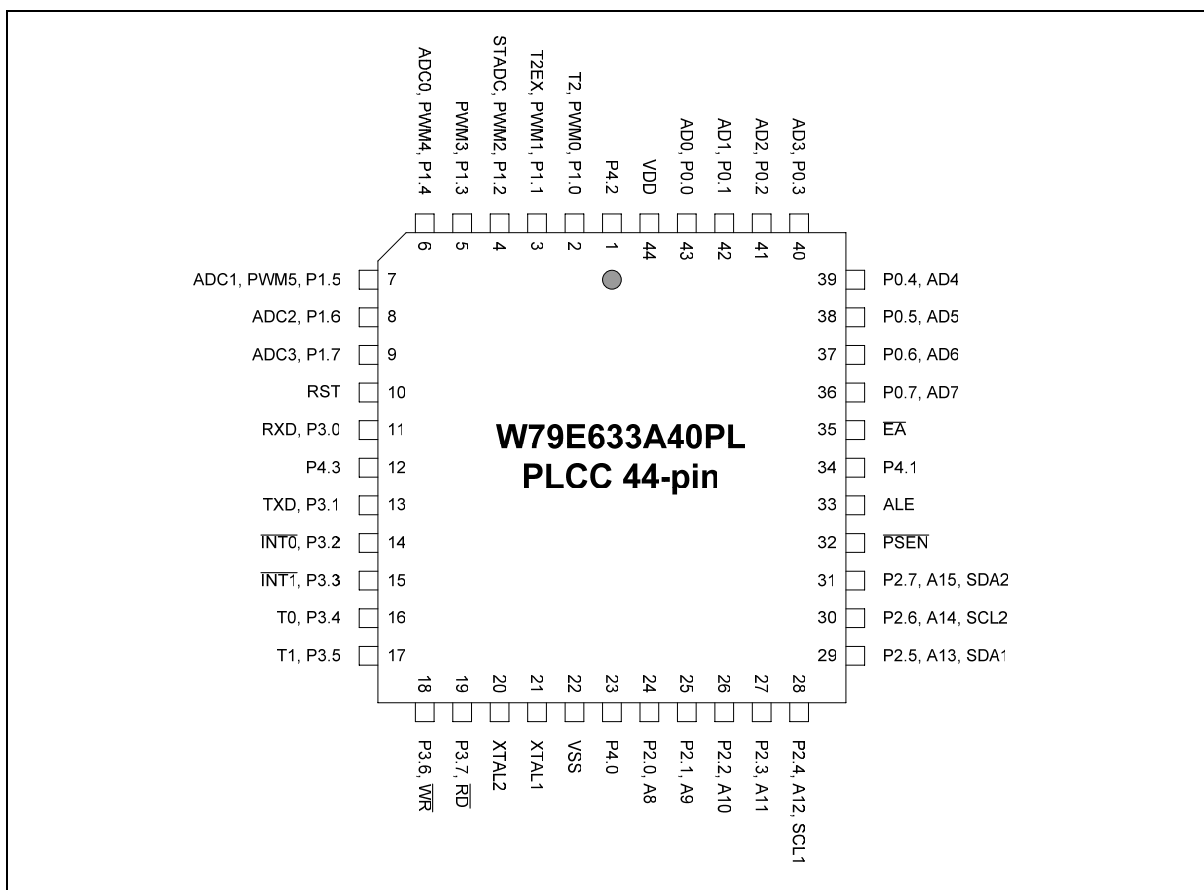 ADC0, PWM4, P1.4
PWM3, P1.3
STADC, PWM2, P1.2
T2EX, PWM1, P1.1
T2, PWM0, P1.0
P4.2
VDD
AD0, P0.0
AD1, P0.1
AD2, P0.2
AD3, P0.3
6
5
4
3
2
1
44
43
42
41
40
ADC1, PWM5, P1.5 7
ADC2, P1.6 8
ADC3, P1.7 9
RST 10
RXD, P3.0 11
P4.3 12
TXD, P3.1 13
I̅N̅T̅0̅, P3.2 14
I̅N̅T̅1̅, P3.3 15
T0, P3.4 16
T1, P3.5 17
W79E633A40PL
PLCC 44-pin
39 P0.4, AD4
38 P0.5, AD5
37 P0.6, AD6
36 P0.7, AD7
35 E̅A̅
34 P4.1
33 ALE
32 P̅S̅E̅N̅
31 P2.7, A15, SDA2
30 P2.6, A14, SCL2
29 P2.5, A13, SDA1
18
19
20
21
22
23
24
25
26
27
28
P3.6, W̅R̅
P3.7, R̅D̅
XTAL2
XTAL1
VSS
P4.0
P2.0, A8
P2.1, A9
P2.2, A10
P2.3, A11
P2.4, A12, SCL1